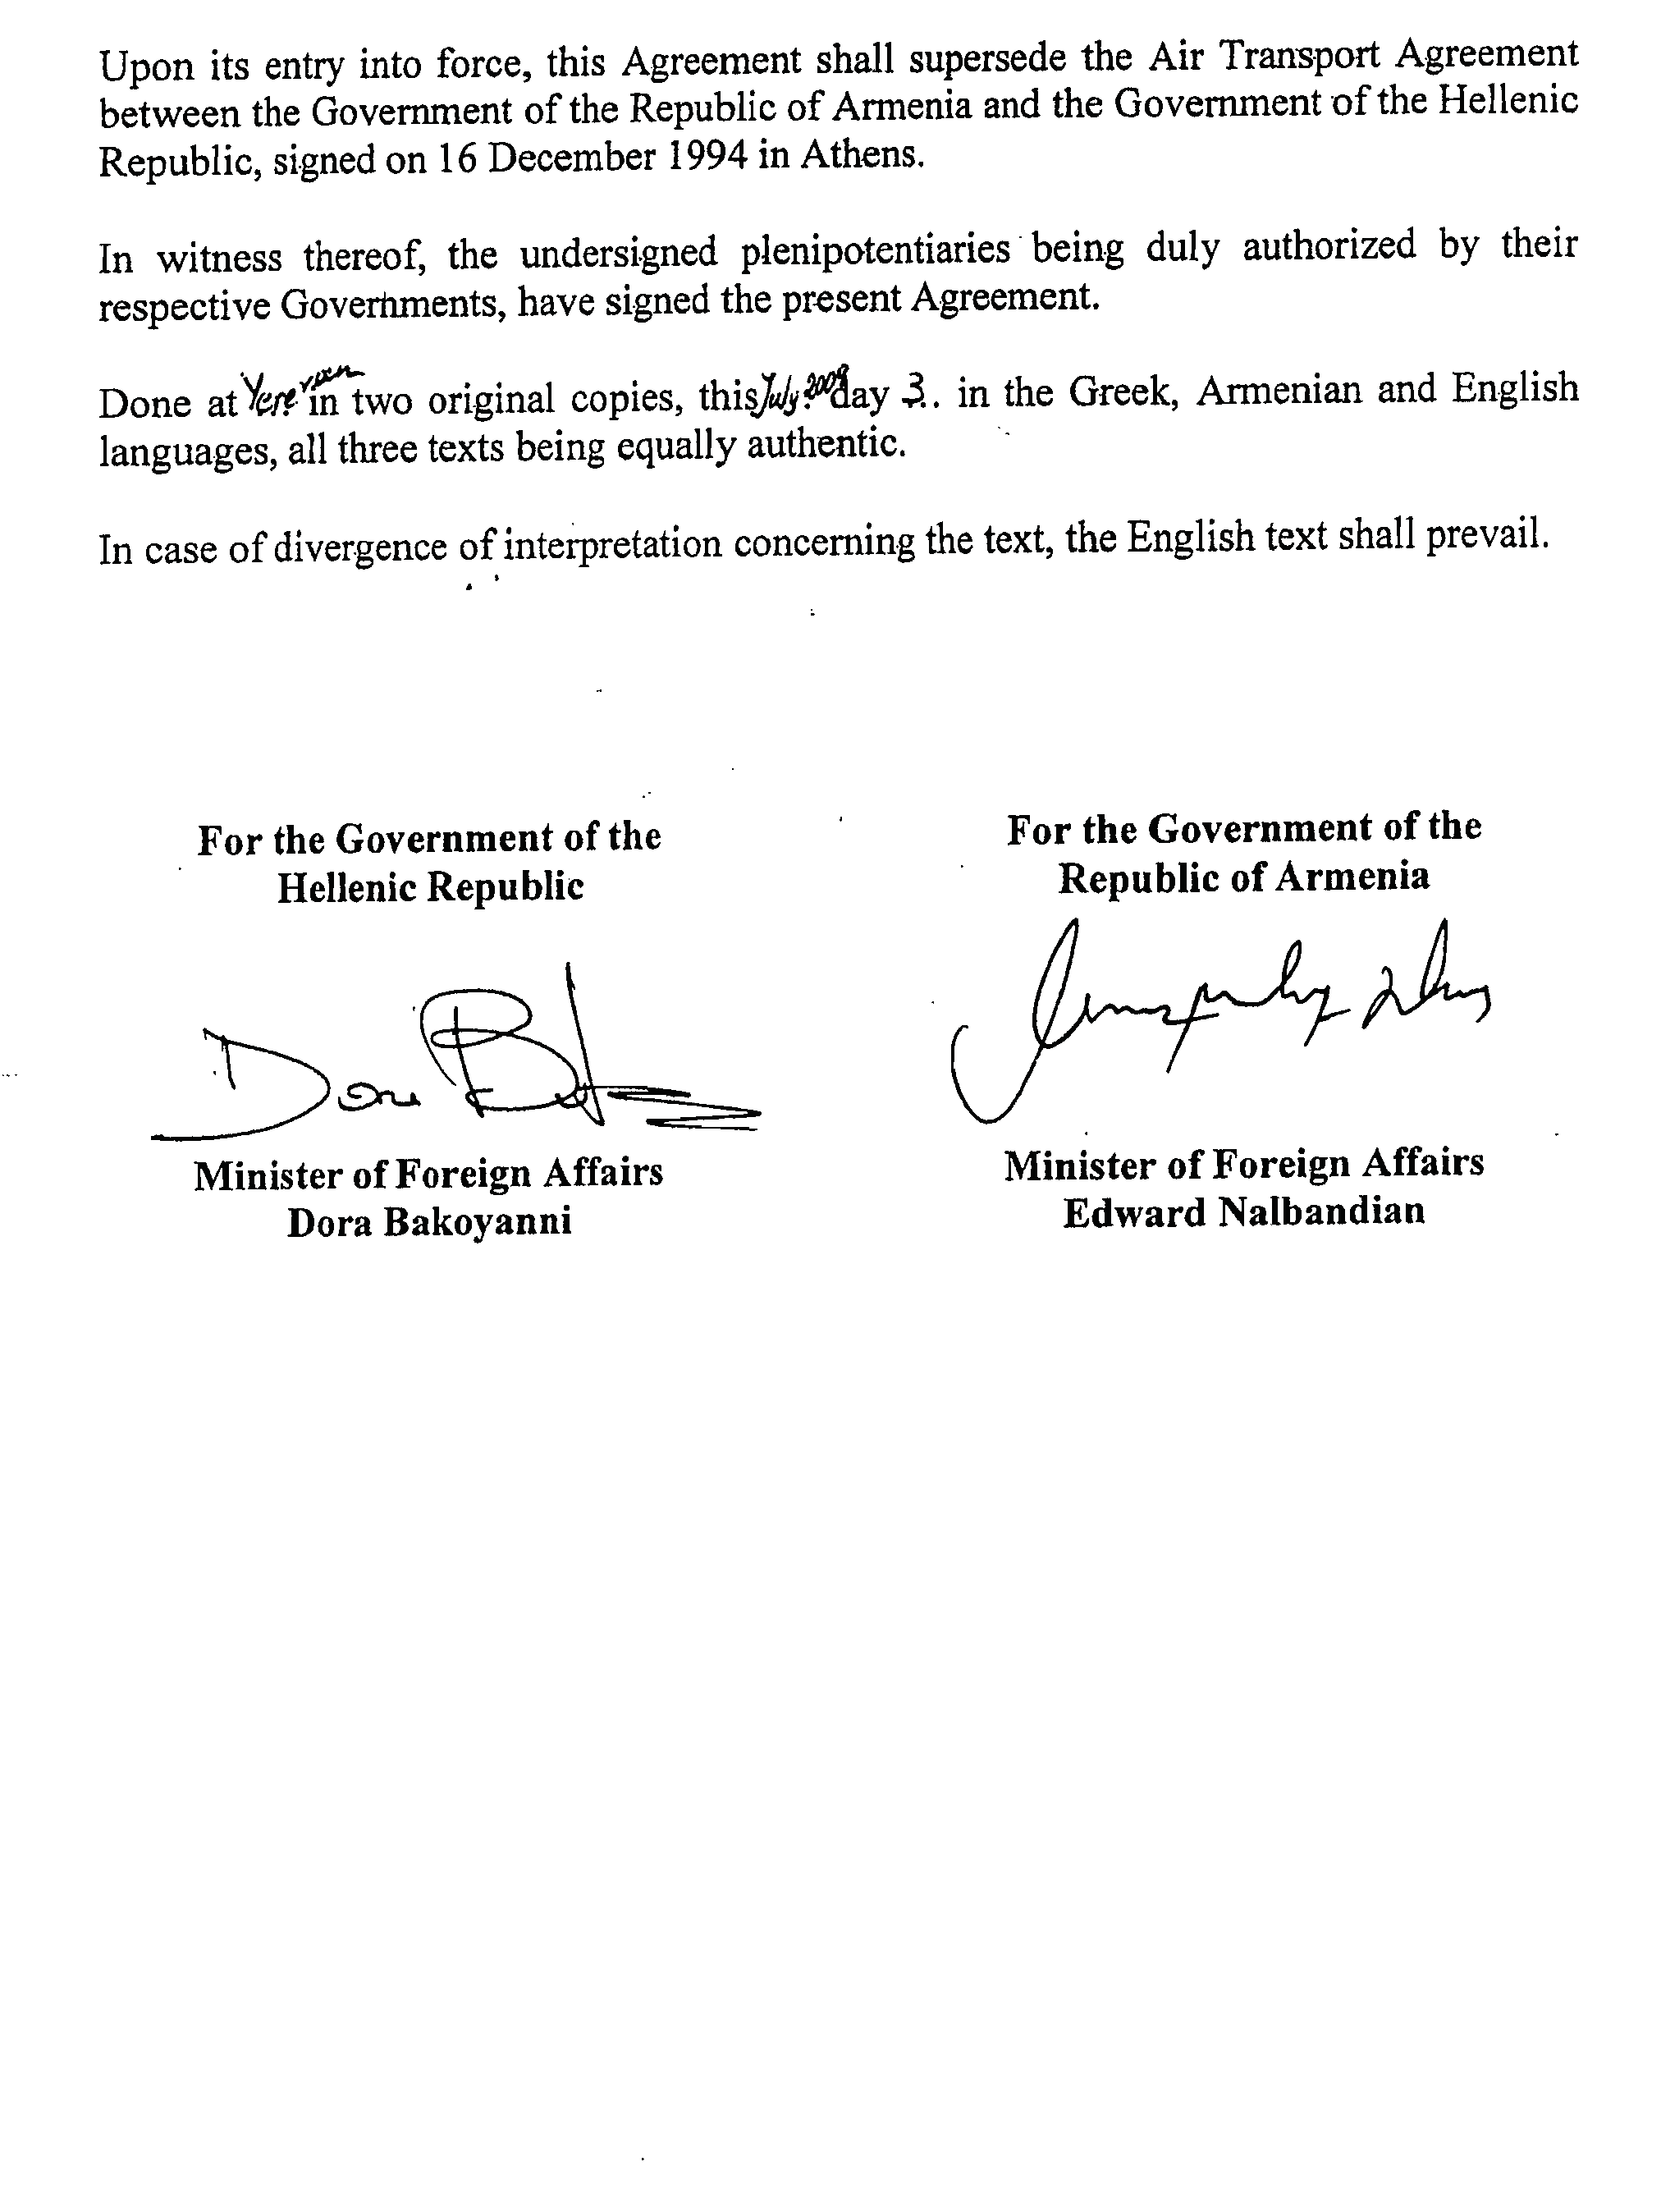 Upon its entry into force, this Agreement shall supersede the Air Transport Agreement
between the Government of the Republic of Armenia and the Government of the Hellenic
Republic, signed on 16 December 1994 in Athens.
In witness thereof, the undersigned plenipotentiaries being duly authorized by their
respective Governments, have signed the present Agreement.
Done at Yerevan in two original copies, this July 2009 day 3. in the Greek, Armenian and English
languages, all three texts being equally authentic.
In case of divergence of interpretation concerning the text, the English text shall prevail.
For the Government of the
Hellenic Republic
For the Government of the
Republic of Armenia
Dora
Minister of Foreign Affairs
Dora Bakoyanni
Minister of Foreign Affairs
Edward Nalbandian